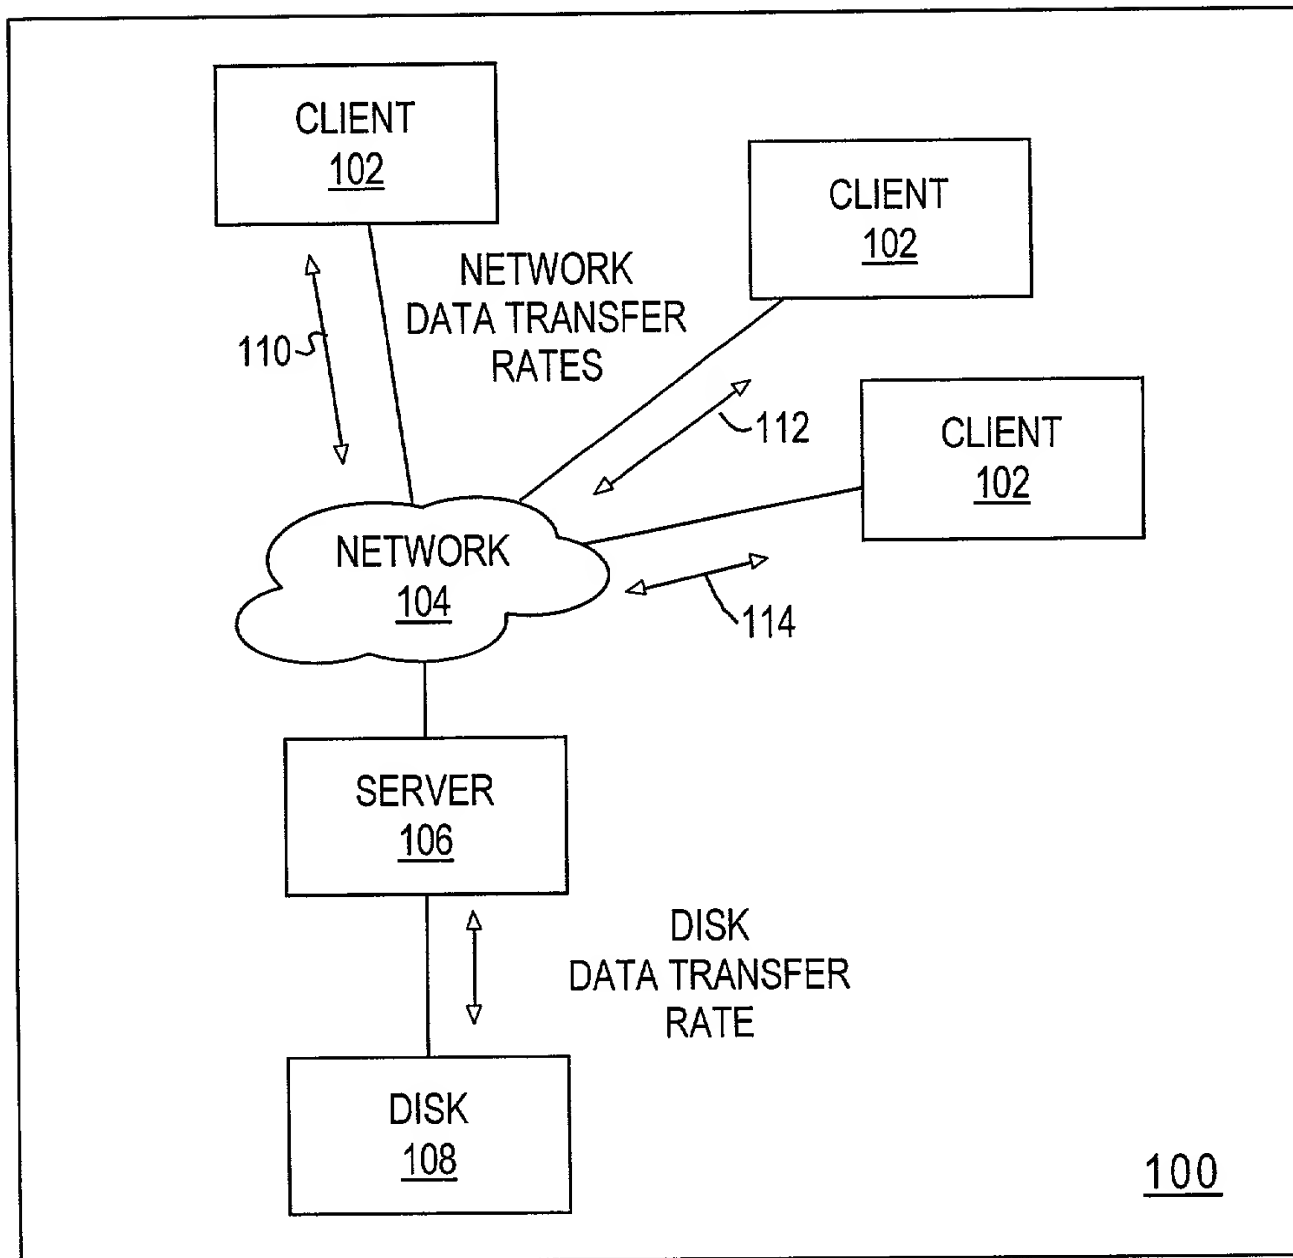 CLIENT
102
CLIENT
102
NETWORK
DATA TRANSFER
RATES
110
112
CLIENT
102
NETWORK
104
114
SERVER
106
DISK
DATA TRANSFER
RATE
DISK
108
100